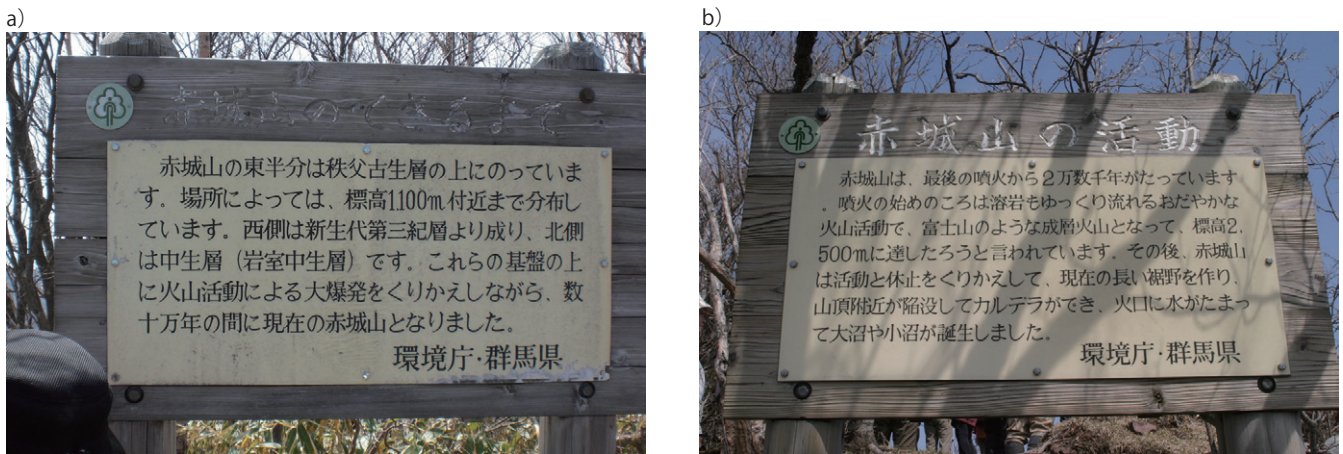 a)
赤城山のできるまで
赤城山の東半分は秩父古生層の上にのっていま
す。場所によっては、標高1,100m付近まで分布し
ています。西側は新生代第三紀層より成り、北側
は中生層（岩室中生層）です。これらの基盤の上
に火山活動による大爆発をくりかえしながら、数
十万年の間に現在の赤城山となりました。
環境庁·群馬県
b)
赤城山の活動
赤城山は、最後の噴火から2万数千年がたっています
。噴火の始めのころは溶岩もゆっくり流れるおだやかな
火山活動で、富士山のような成層火山となって、標高2,
500mに達したろうと言われています。その後、赤城山
は活動と休止をくりかえして、現在の長い裾野を作り、
山頂附近が陥没してカルデラができ、火口に水がたまっ
て大沼や小沼が誕生しました。
環境庁·群馬県